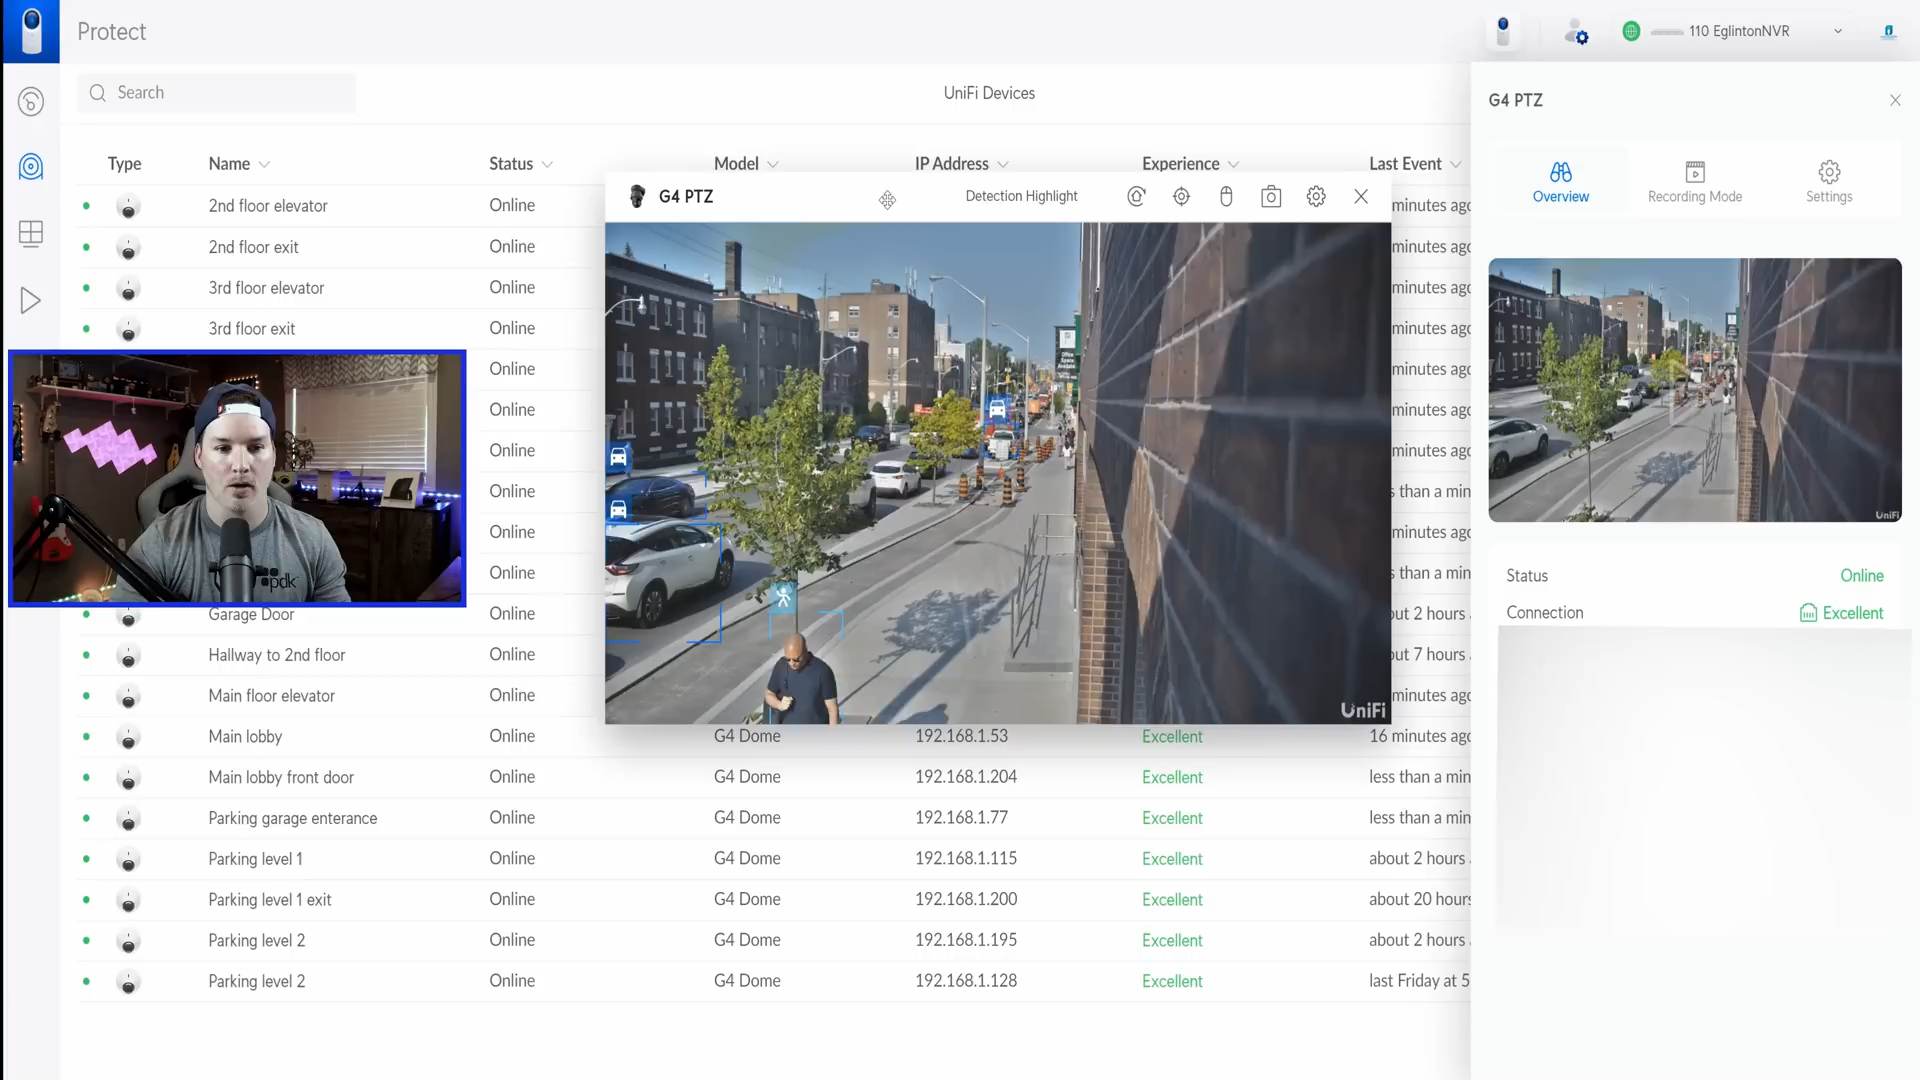 Protect
110 EglintonNVR
Search
UniFi Devices
Type Name Status Model IP Address Experience Last Event
2nd floor elevator Online minutes ago
2nd floor exit Online minutes ago
3rd floor elevator Online minutes ago
3rd floor exit Online minutes ago
Online minutes ago
Online minutes ago
Online minutes ago
Online s than a min
Online minutes ago
Online s than a min
Garage Door Online out 2 hours
Hallway to 2nd floor Online out 7 hours
Main floor elevator Online minutes ago
Main lobby Online G4 Dome 192.168.1.53 Excellent 16 minutes ago
Main lobby front door Online G4 Dome 192.168.1.204 Excellent less than a min
Parking garage enterance Online G4 Dome 192.168.1.77 Excellent less than a min
Parking level 1 Online G4 Dome 192.168.1.115 Excellent about 2 hours
Parking level 1 exit Online G4 Dome 192.168.1.200 Excellent about 20 hours
Parking level 2 Online G4 Dome 192.168.1.195 Excellent about 2 hours
Parking level 2 Online G4 Dome 192.168.1.128 Excellent last Friday at 5
G4 PTZ
Detection Highlight
Office
Space
Available
UniFi
pdk
G4 PTZ
Overview Recording Mode Settings
UniFi
Status Online
Connection Excellent